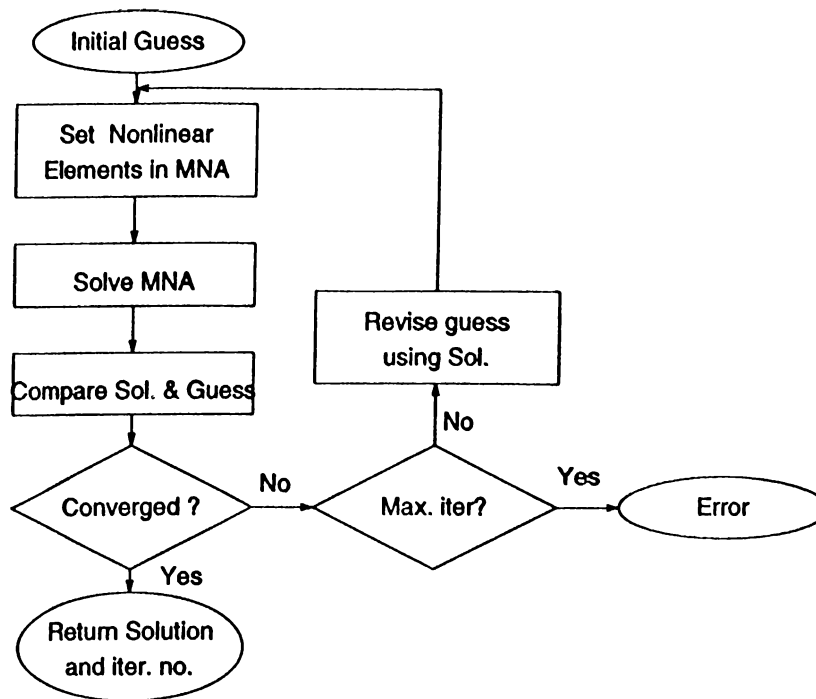 Initial Guess
Set Nonlinear
Elements in MNA
Solve MNA
Compare Sol. & Guess
Converged ?
No
Yes
Return Solution
and iter. no.
Max. iter?
No
Revise guess
using Sol.
Yes
Error